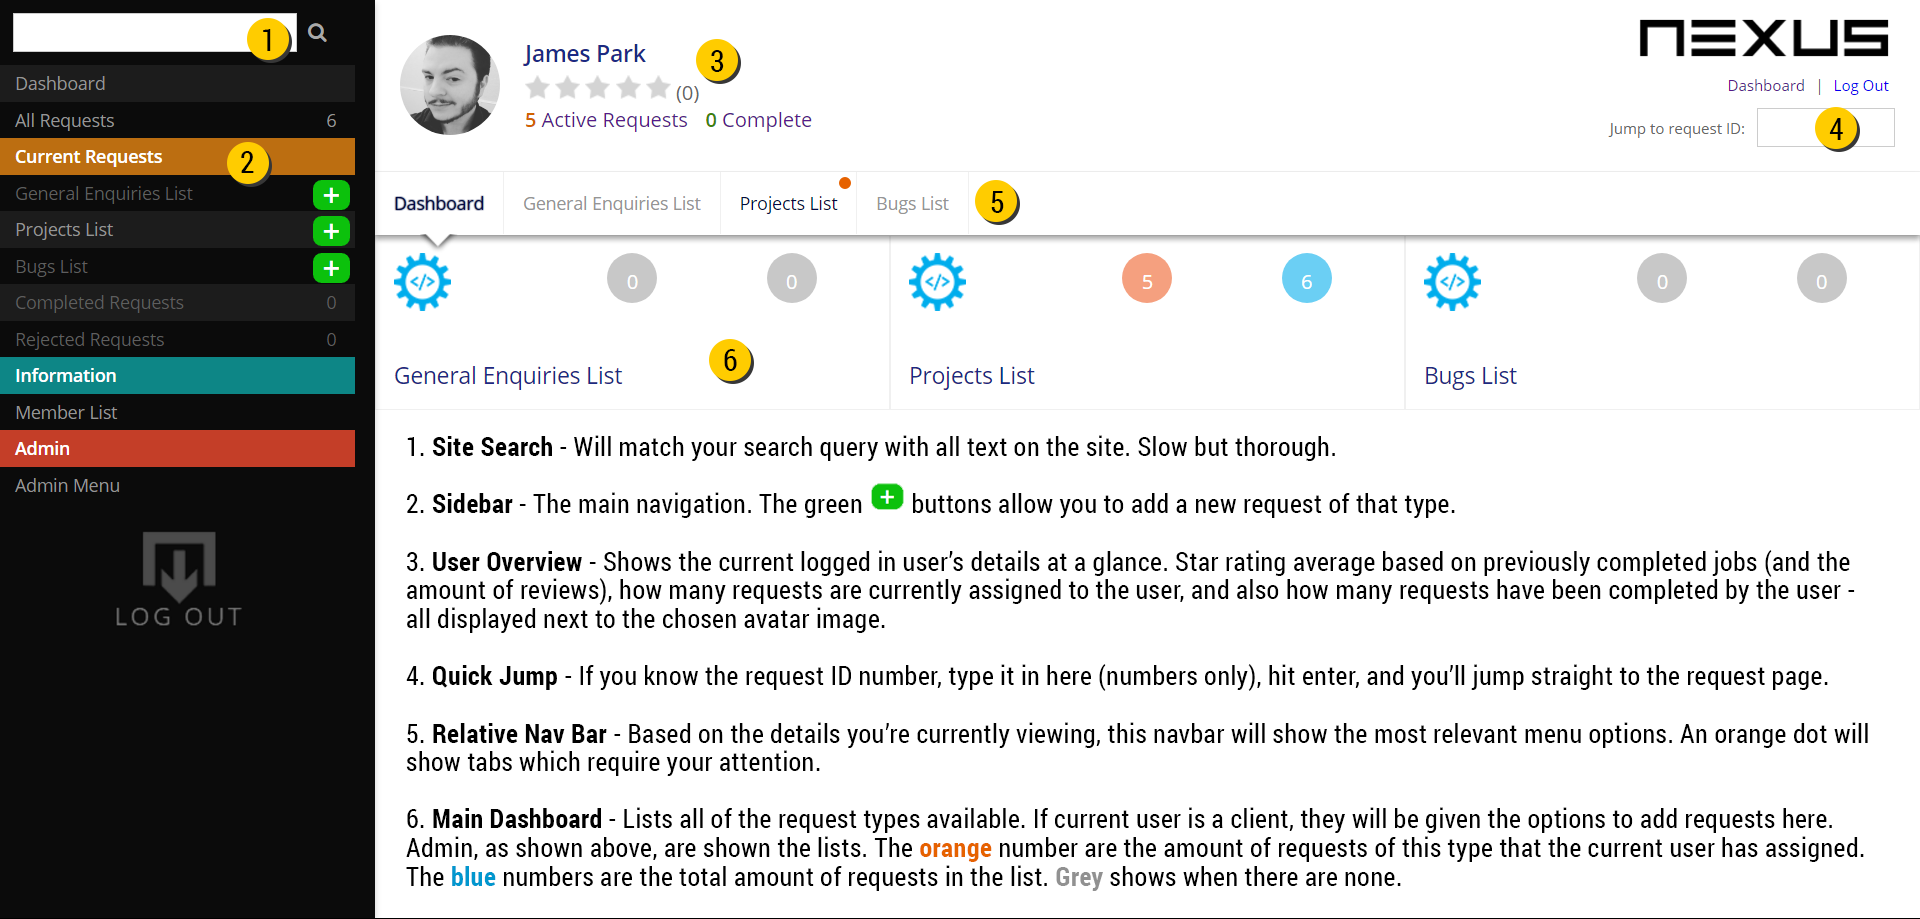 1
Dashboard
All Requests 6
Current Requests
2
General Enquiries List +
Projects List +
Bugs List +
Completed Requests 0
Rejected Requests 0
Information
Member List
Admin
Admin Menu
LOG OUT
James Park
3
(0)
5 Active Requests 0 Complete
NEXUS
Dashboard | Log Out
Jump to request ID:
4
Dashboard
General Enquiries List
Projects List
Bugs List
5
</> 0 0
General Enquiries List
6
</> 5 6
Projects List
</> 0 0
Bugs List
1. Site Search - Will match your search query with all text on the site. Slow but thorough.
2. Sidebar - The main navigation. The green + buttons allow you to add a new request of that type.
3. User Overview - Shows the current logged in user’s details at a glance. Star rating average based on previously completed jobs (and the
amount of reviews), how many requests are currently assigned to the user, and also how many requests have been completed by the user -
all displayed next to the chosen avatar image.
4. Quick Jump - If you know the request ID number, type it in here (numbers only), hit enter, and you’ll jump straight to the request page.
5. Relative Nav Bar - Based on the details you’re currently viewing, this navbar will show the most relevant menu options. An orange dot will
show tabs which require your attention.
6. Main Dashboard - Lists all of the request types available. If current user is a client, they will be given the options to add requests here.
Admin, as shown above, are shown the lists. The orange number are the amount of requests of this type that the current user has assigned.
The blue numbers are the total amount of requests in the list. Grey shows when there are none.